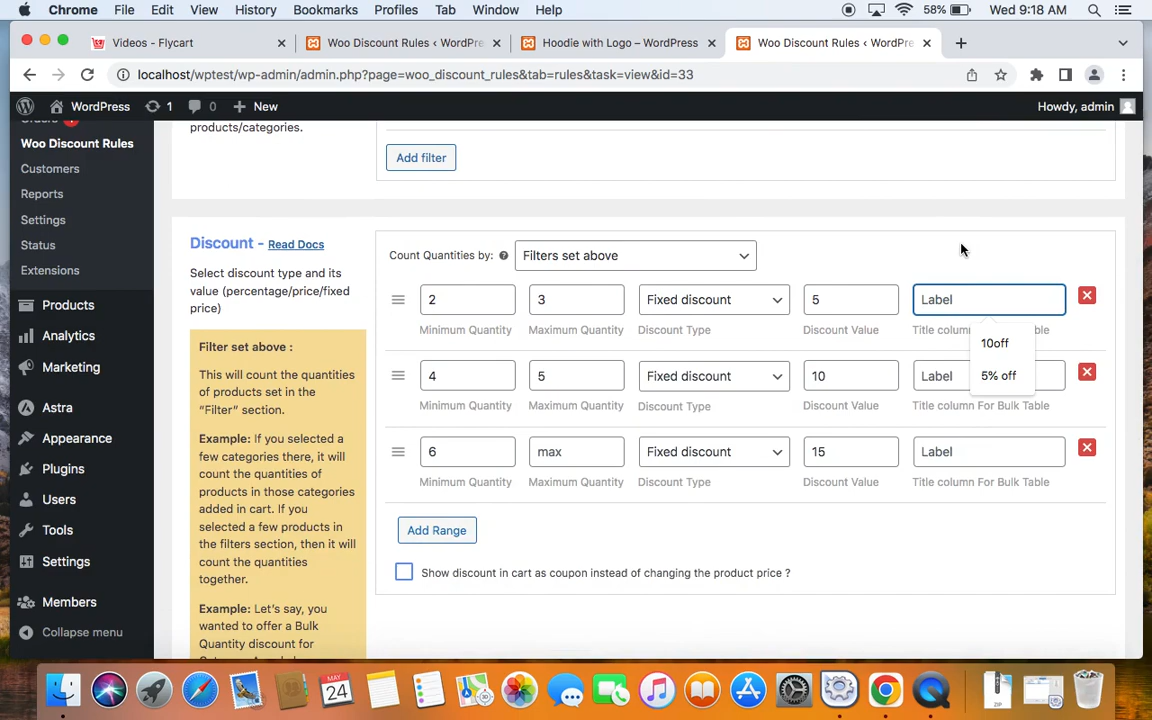 Chrome File Edit View History Bookmarks Profiles Tab Window Help 58% Wed 9:18 AM
Videos - Flycart Woo Discount Rules ‹ WordPre Hoodie with Logo – WordPress Woo Discount Rules ‹ WordPre
localhost/wptest/wp-admin/admin.php?page=woo_discount_rules&tab=rules&task=view&id=33
WordPress 1 0 New Howdy, admin
products/categories.
Add filter
Woo Discount Rules
Customers
Reports
Settings
Status
Extensions
Products
Analytics
Marketing
Astra
Appearance
Plugins
Users
Tools
Settings
Members
Collapse menu
Discount - Read Docs
Select discount type and its
value (percentage/price/fixed
price)
Filter set above :
This will count the quantities
of products set in the
“Filter” section.
Example: If you selected a
few categories there, it will
count the quantities of
products in those categories
added in cart. If you
selected a few products in
the filters section, then it will
count the quantities
together.
Example: Let’s say, you
wanted to offer a Bulk
Quantity discount for
Count Quantities by: Filters set above
2 3 Fixed discount 5 Label
Minimum Quantity Maximum Quantity Discount Type Discount Value Title column ble
10off
5% off
4 5 Fixed discount 10 Label
Minimum Quantity Maximum Quantity Discount Type Discount Value Title column For Bulk Table
6 max Fixed discount 15 Label
Minimum Quantity Maximum Quantity Discount Type Discount Value Title column For Bulk Table
Add Range
Show discount in cart as coupon instead of changing the product price ?
MAY
24
ZIP